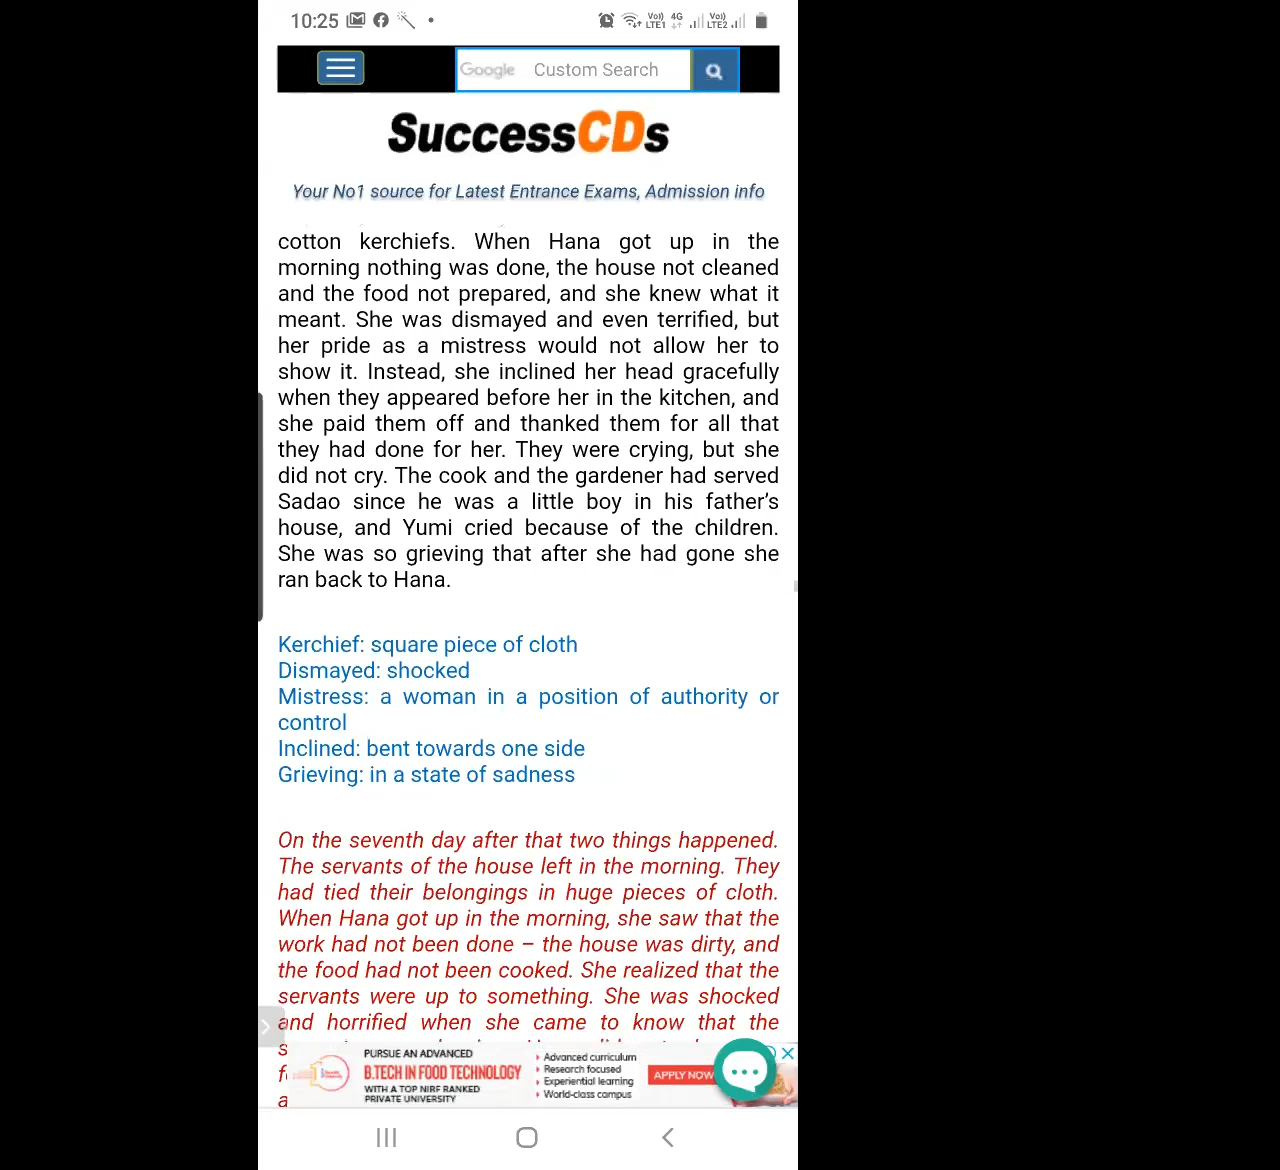 10:25
Vo) LTE1 4G Vo) LTE2
Google Custom Search
SuccessCDs
Your No1 source for Latest Entrance Exams, Admission info
cotton kerchiefs. When Hana got up in the
morning nothing was done, the house not cleaned
and the food not prepared, and she knew what it
meant. She was dismayed and even terrified, but
her pride as a mistress would not allow her to
show it. Instead, she inclined her head gracefully
when they appeared before her in the kitchen, and
she paid them off and thanked them for all that
they had done for her. They were crying, but she
did not cry. The cook and the gardener had served
Sadao since he was a little boy in his father’s
house, and Yumi cried because of the children.
She was so grieving that after she had gone she
ran back to Hana.
Kerchief: square piece of cloth
Dismayed: shocked
Mistress: a woman in a position of authority or
control
Inclined: bent towards one side
Grieving: in a state of sadness
On the seventh day after that two things happened.
The servants of the house left in the morning. They
had tied their belongings in huge pieces of cloth.
When Hana got up in the morning, she saw that the
work had not been done – the house was dirty, and
the food had not been cooked. She realized that the
servants were up to something. She was shocked
and horrified when she came to know that the
PURSUE AN ADVANCED
B.TECH IN FOOD TECHNOLOGY
WITH A TOP NIRF RANKED
PRIVATE UNIVERSITY
Advanced curriculum
Research focused
Experiential learning
World-class campus
APPLY NOW